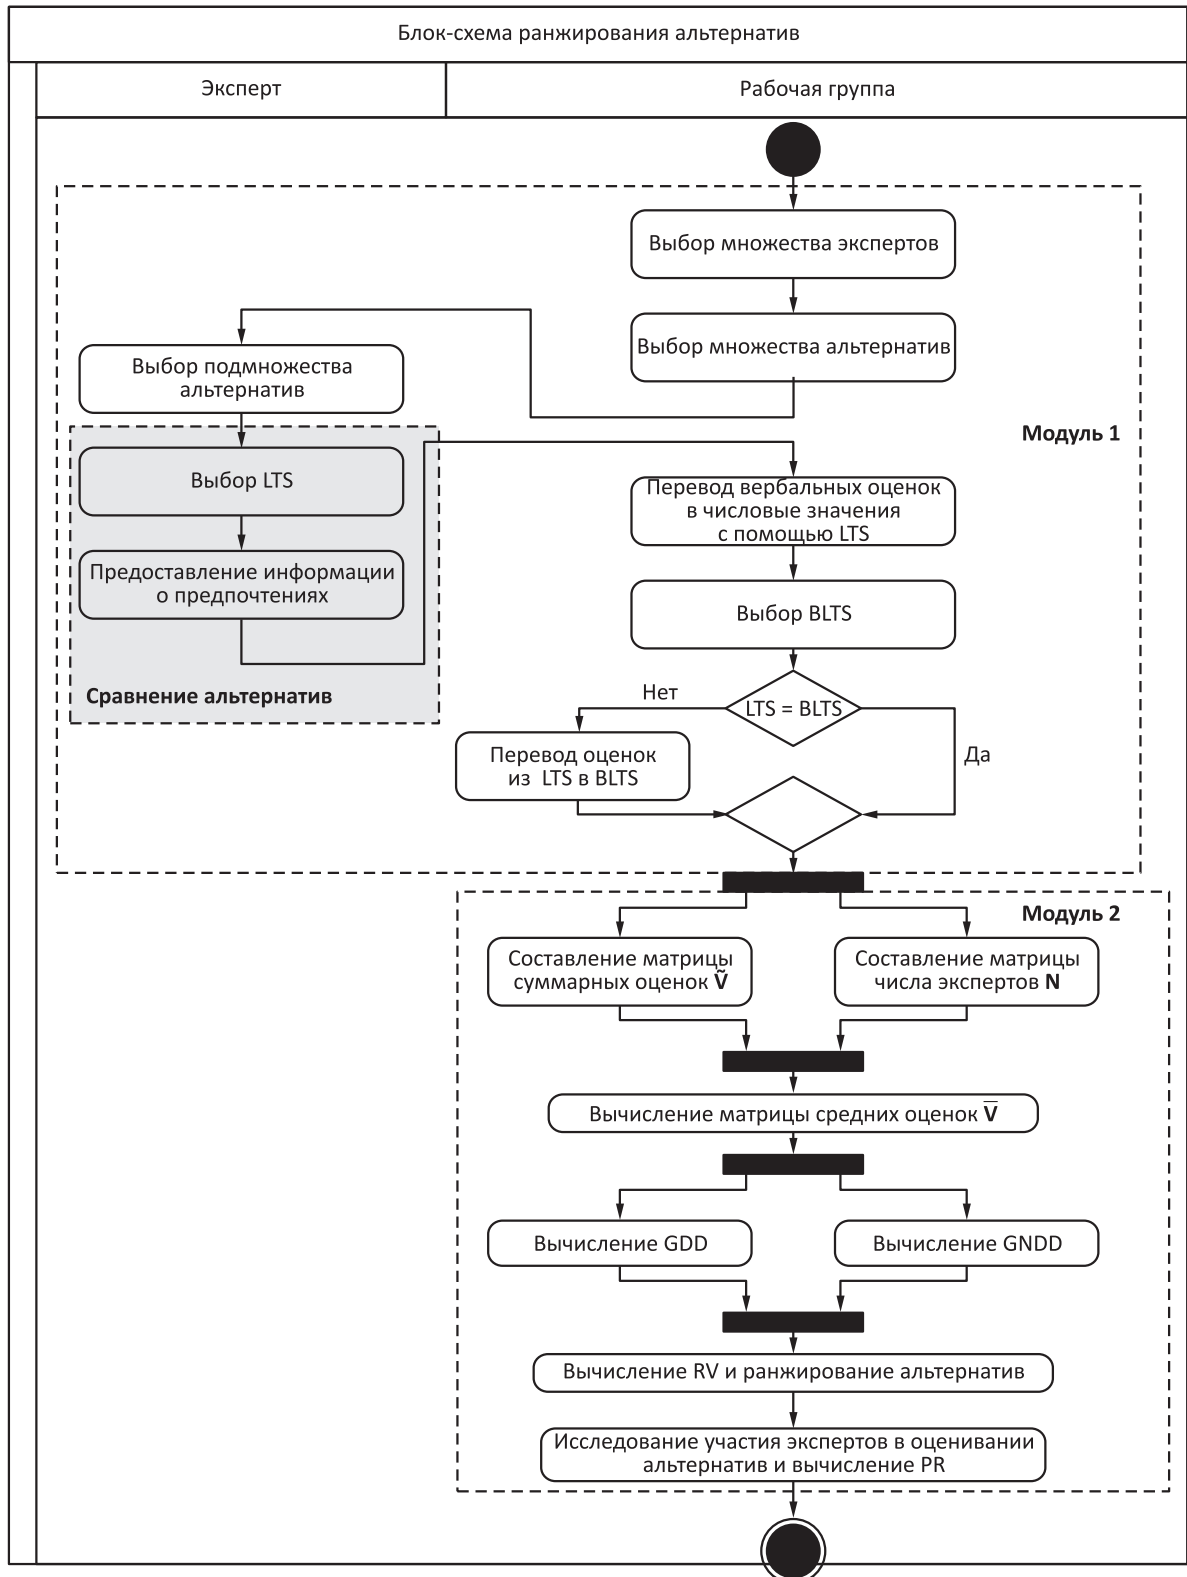 Блок-схема ранжирования альтернатив
Эксперт
Рабочая группа
Выбор множества экспертов
Выбор множества альтернатив
Выбор подмножества
альтернатив
Модуль 1
Выбор LTS
Перевод вербальных оценок
в числовые значения
с помощью LTS
Предоставление информации
о предпочтениях
Выбор BLTS
Сравнение альтернатив
Нет
LTS = BLTS
Да
Перевод оценок
из LTS в BLTS
Модуль 2
Составление матрицы
суммарных оценок Ṽ
Составление матрицы
числа экспертов N
Вычисление матрицы средних оценок V̅
Вычисление GDD
Вычисление GNDD
Вычисление RV и ранжирование альтернатив
Исследование участия экспертов в оценивании
альтернатив и вычисление PR